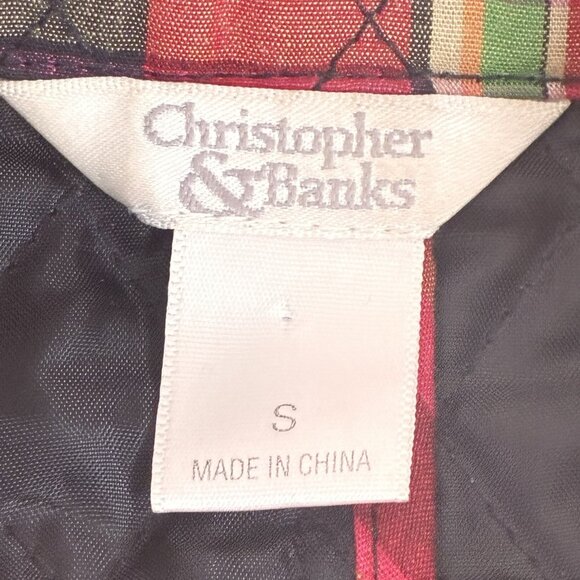 Christopher
& Banks
S
MADE IN CHINA